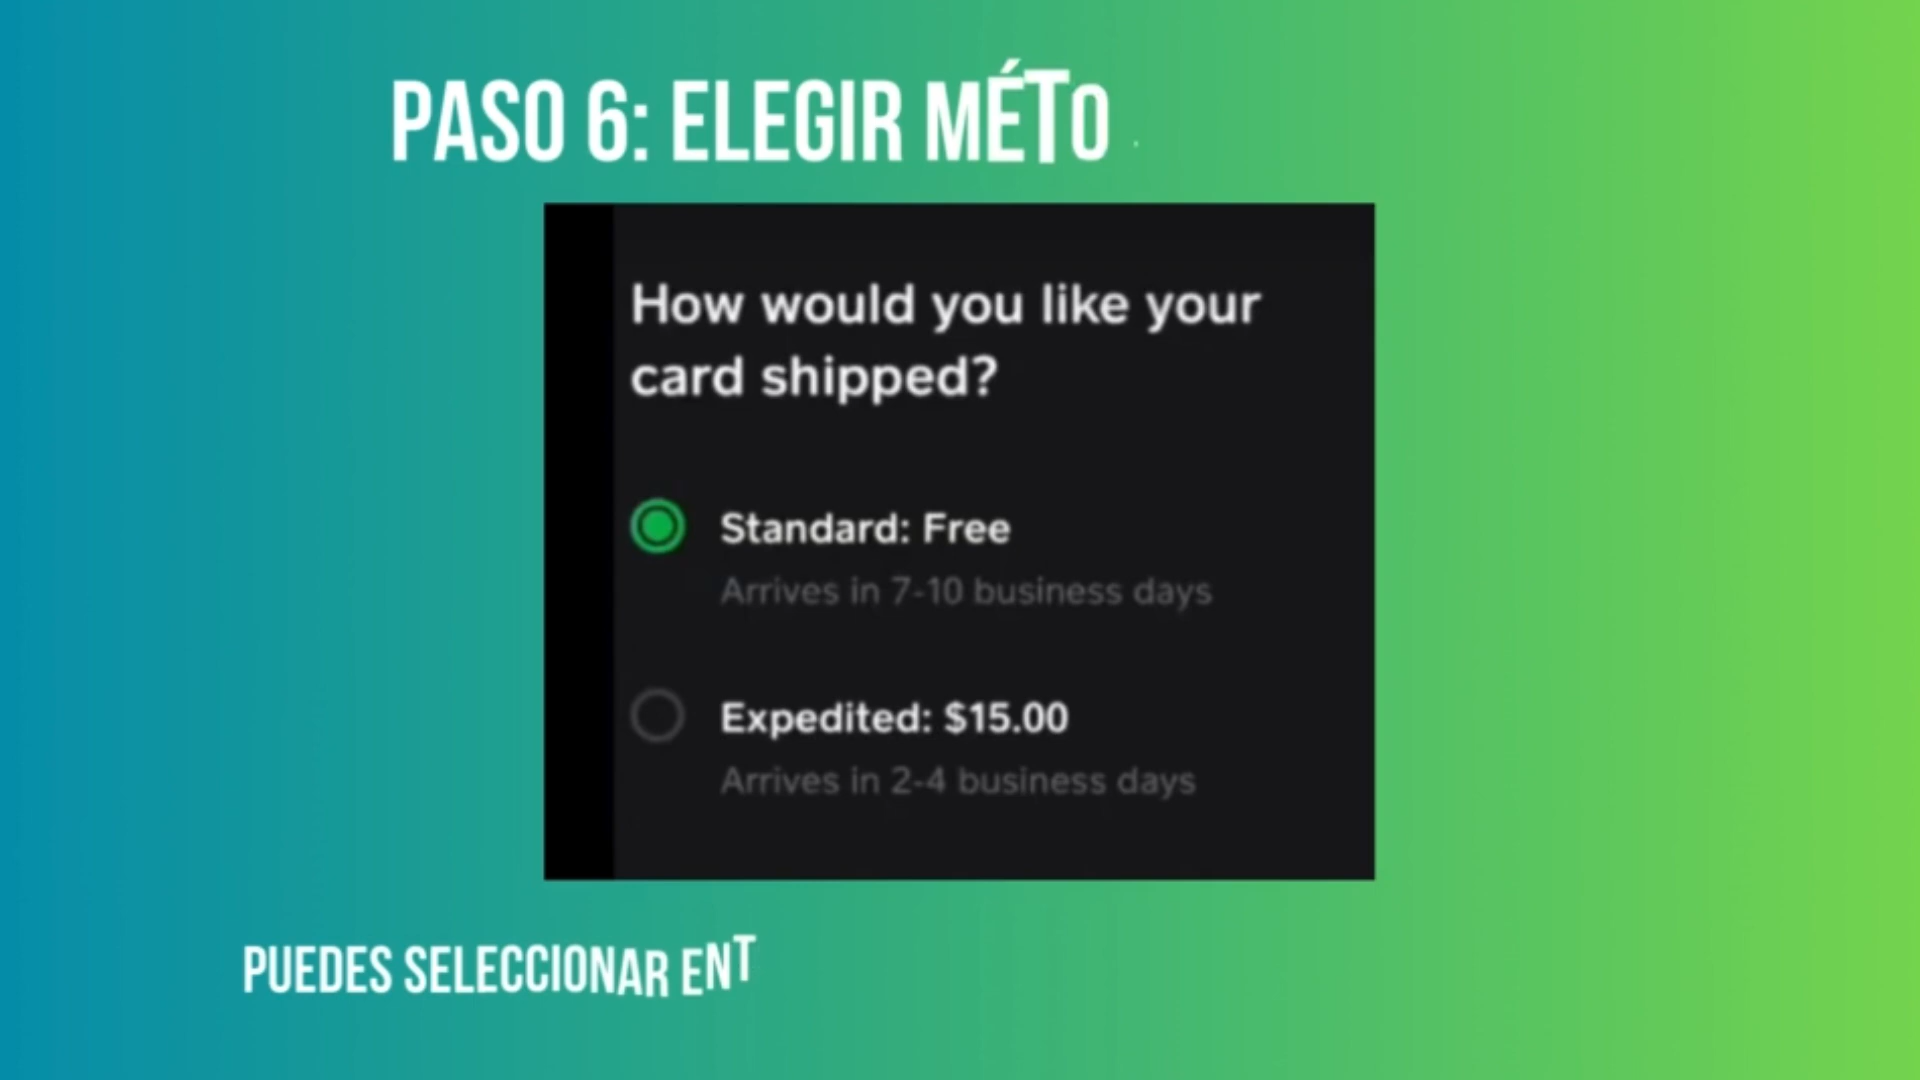 PASO 6: ELEGIR MÉTO
How would you like your
card shipped?
Standard: Free
Arrives in 7-10 business days
Expedited: $15.00
Arrives in 2-4 business days
PUEDES SELECCIONAR ENT